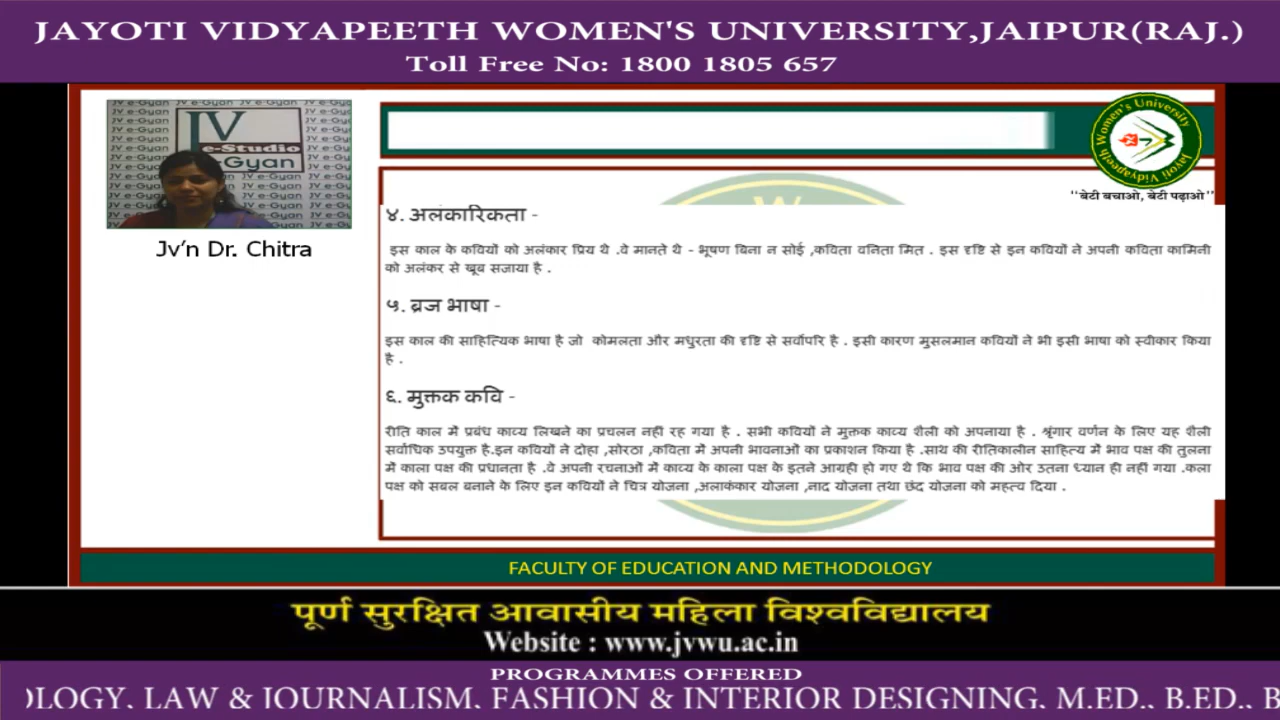 JAYOTI VIDYAPEETH WOMEN'S UNIVERSITY,JAIPUR(RAJ.)
Toll Free No: 1800 1805 657
JV
e-Studio
e-Gyan
Jv’n Dr. Chitra
Jayoti Vidyapeeth Women's University
"बेटी बचाओ, बेटी पढ़ाओ"
४. अलंकारिकता -
इस काल के कवियों को अलंकार प्रिय थे .वे मानते थे - भूषण बिना न सोई ,कविता वनिता मित . इस दृष्टि से इन कवियों ने अपनी कविता कामिनी
को अलंकर से खूब सजाया है .
५. ब्रज भाषा -
इस काल की साहित्यिक भाषा है जो कोमलता और मधुरता की दृष्टि से सर्वोपरि है . इसी कारण मुसलमान कवियों ने भी इसी भाषा को स्वीकार किया
है .
६. मुक्तक कवि -
रीति काल में प्रबंध काव्य लिखने का प्रचलन नहीं रह गया है . सभी कवियों ने मुक्तक काव्य शैली को अपनाया है . श्रृंगार वर्णन के लिए यह शैली
सर्वाधिक उपयुक्त है.इन कवियों ने दोहा ,सोरठा ,कविता में अपनी भावनाओं का प्रकाशन किया है .साथ की रीतिकालीन साहित्य में भाव पक्ष की तुलना
में काला पक्ष की प्रधानता है .वे अपनी रचनाओं में काव्य के काला पक्ष के इतने आग्रही हो गए थे कि भाव पक्ष की ओर उतना ध्यान ही नहीं गया .कला
पक्ष को सबल बनाने के लिए इन कवियों ने चित्र योजना ,अलाकंकार योजना ,नाद योजना तथा छंद योजना को महत्व दिया .
FACULTY OF EDUCATION AND METHODOLOGY
पूर्ण सुरक्षित आवासीय महिला विश्वविद्यालय
Website : www.jvwu.ac.in
PROGRAMMES OFFERED
OLOGY, LAW & JOURNALISM, FASHION & INTERIOR DESIGNING, M.ED., B.ED., B